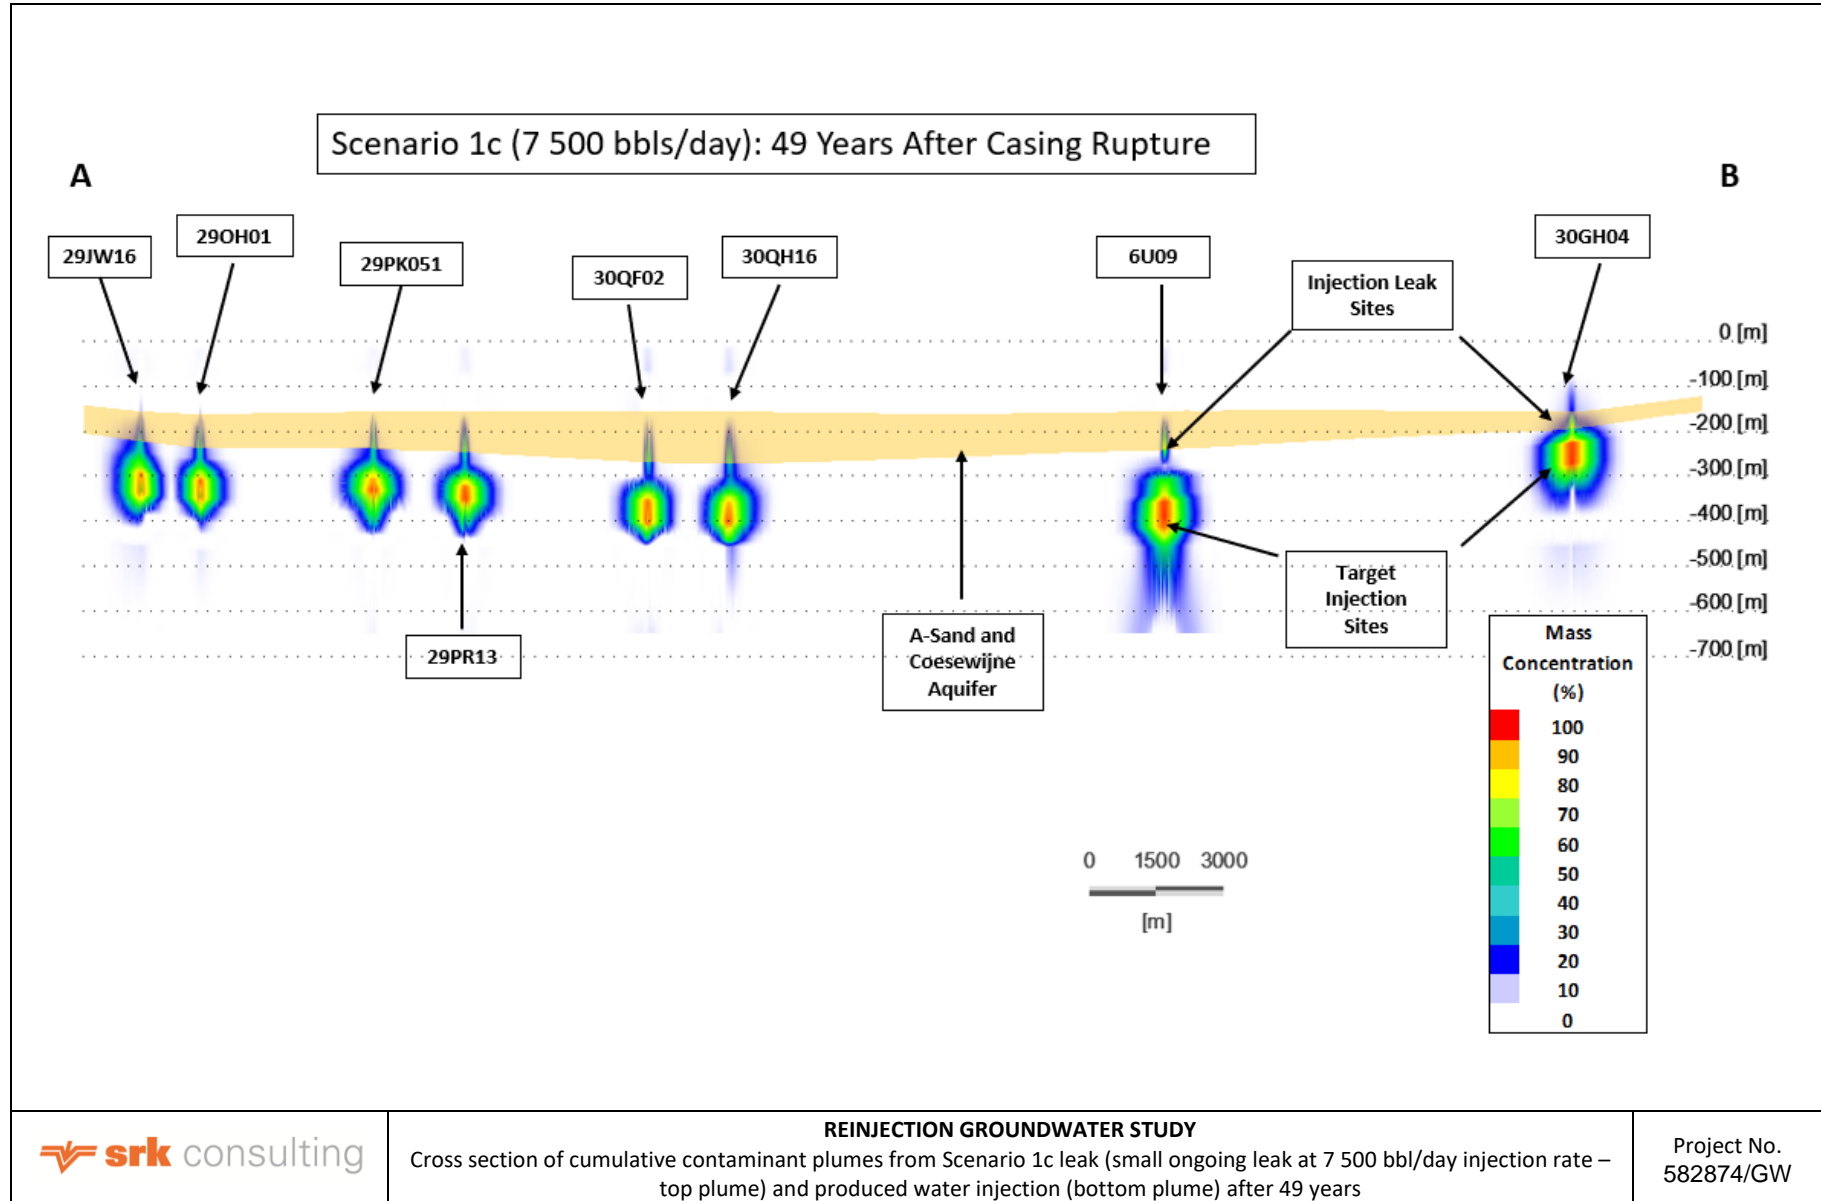 Scenario 1c (7 500 bbls/day): 49 Years After Casing Rupture
A
B
29JW16
29OH01
29PK051
30QF02
30QH16
6U09
Injection Leak
Sites
30GH04
0 [m]
-100 [m]
-200 [m]
-300 [m]
-400 [m]
-500 [m]
-600 [m]
-700 [m]
29PR13
A-Sand and
Coesewijne
Aquifer
Target
Injection
Sites
Mass
Concentration
(%)
100
90
80
70
60
50
40
30
20
10
0
0 1500 3000
[m]
srk consulting
REINJECTION GROUNDWATER STUDY
Cross section of cumulative contaminant plumes from Scenario 1c leak (small ongoing leak at 7 500 bbl/day injection rate –
top plume) and produced water injection (bottom plume) after 49 years
Project No.
582874/GW